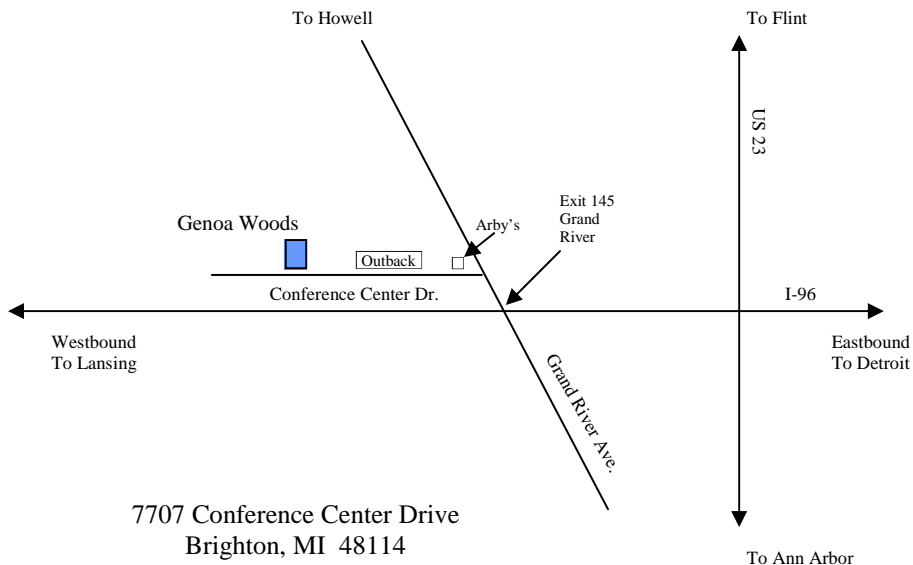 To Howell
To Flint
US 23
Exit 145
Grand
River
Arby's
Genoa Woods
Outback
Conference Center Dr.
I-96
Westbound
To Lansing
Eastbound
To Detroit
Grand River Ave.
7707 Conference Center Drive
Brighton, MI 48114
To Ann Arbor